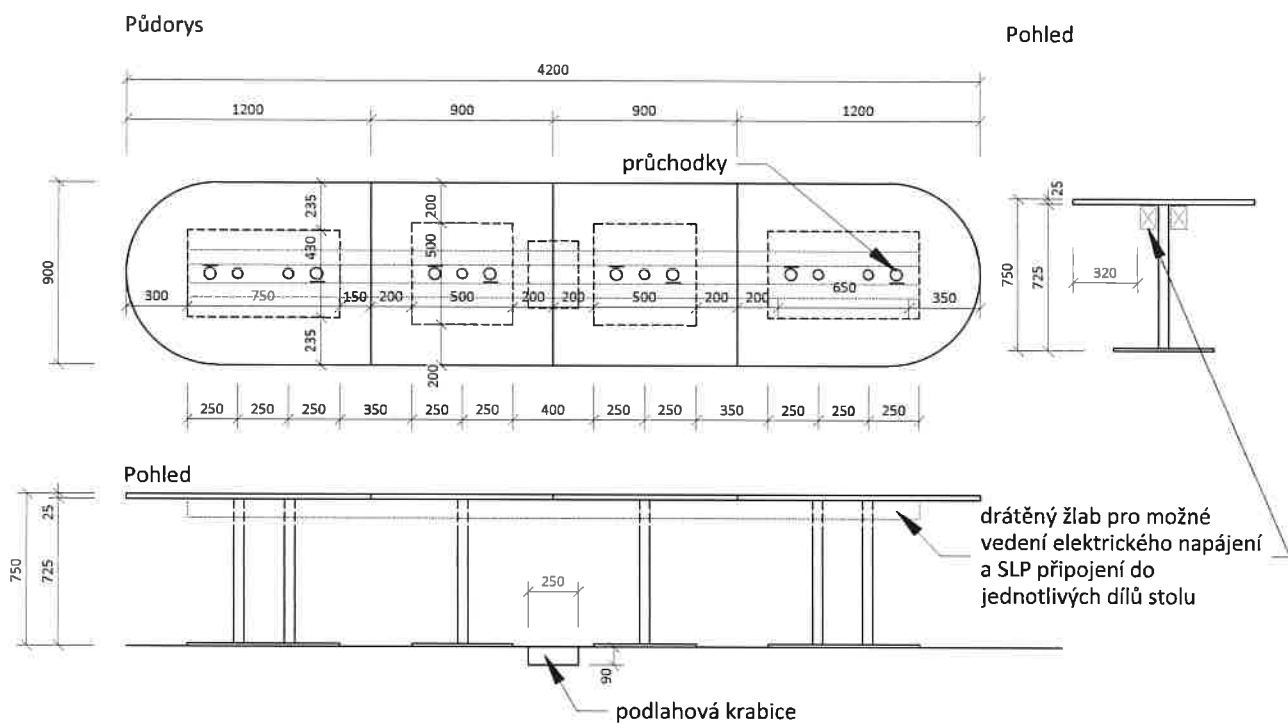 Půdorys
Pohled
4200
1200 900 900 1200
průchodky
235 200
430 500
900
300 750 150 200 500 200 200 500 200 200 650 350
235 200
25
750 725 320
250 250 250 350 250 250 400 250 250 350 250 250 250
Pohled
25
750 725
250
90
drátěný žlab pro možné
vedení elektrického napájení
a SLP připojení do
jednotlivých dílů stolu
podlahová krabice